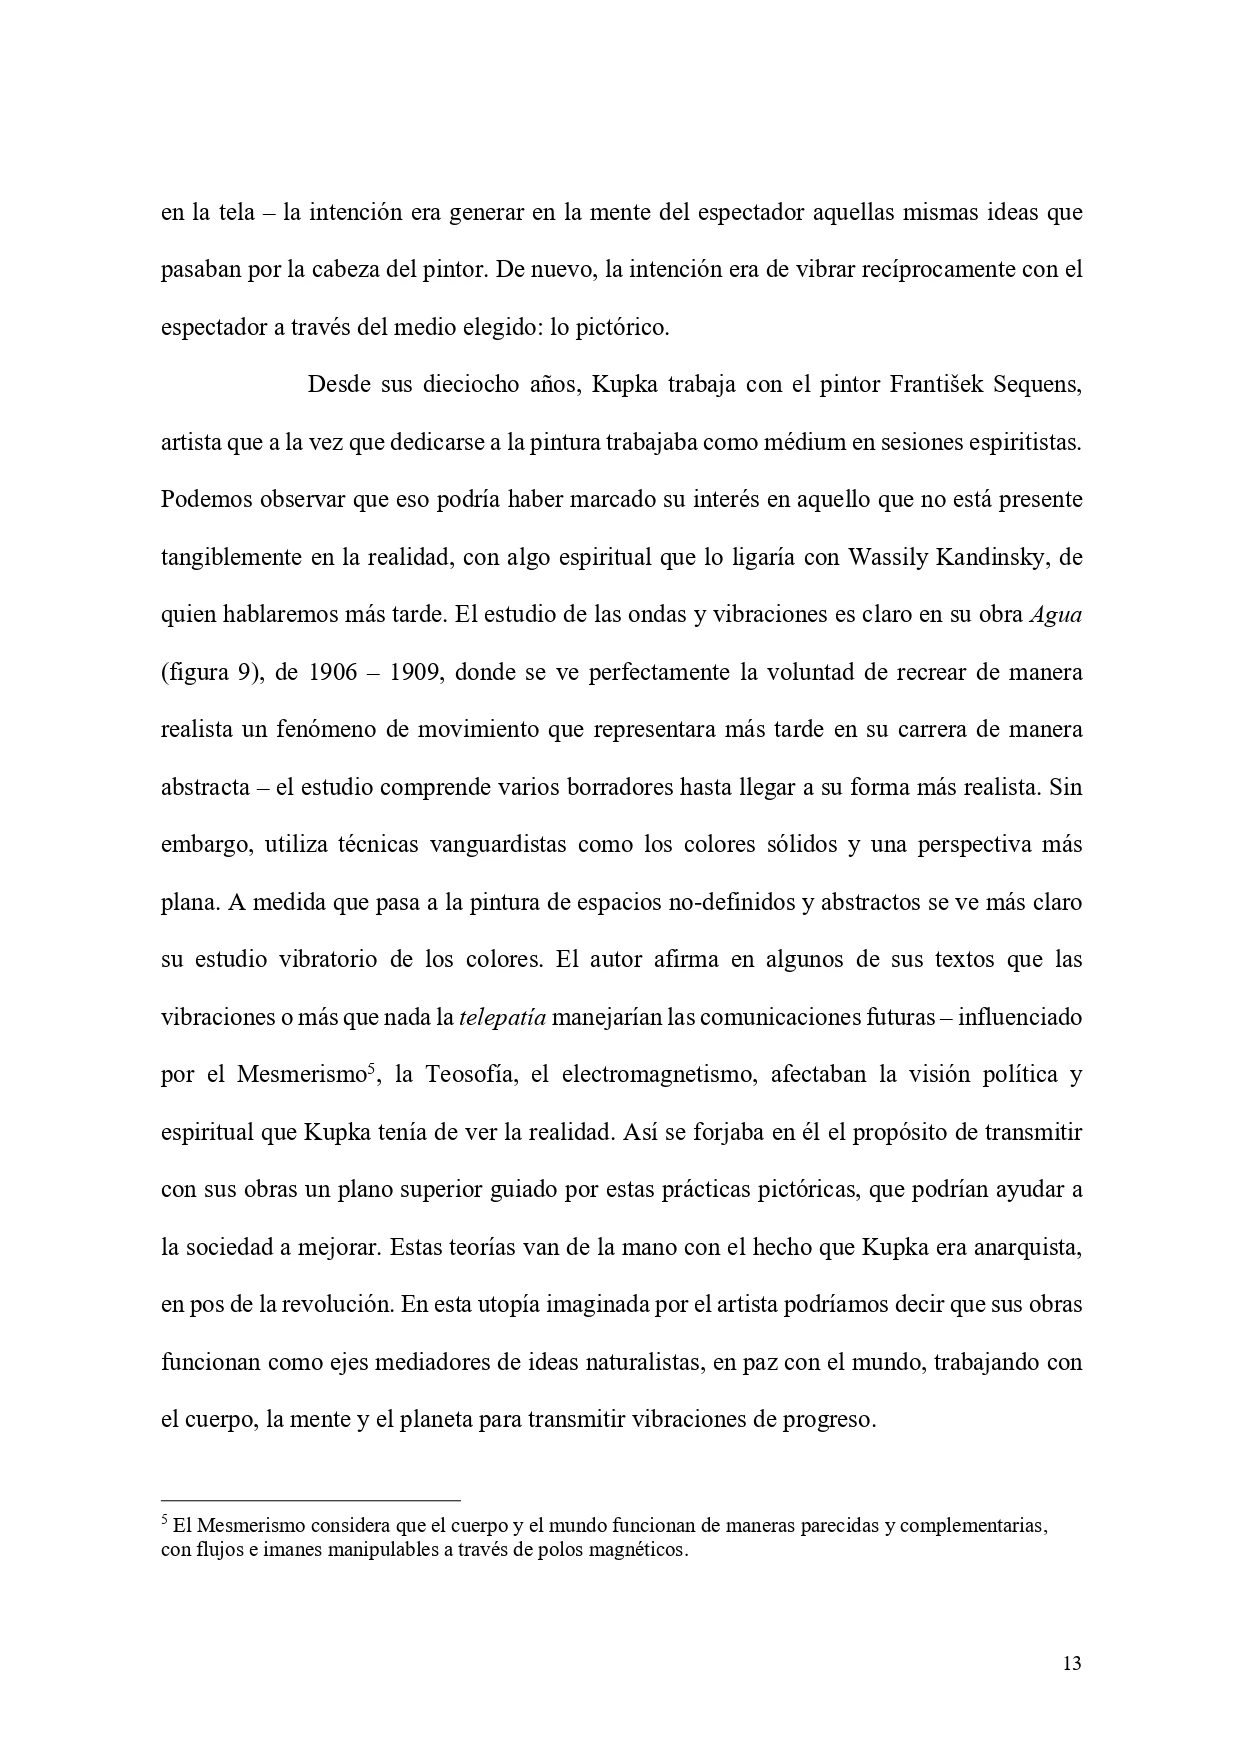 en la tela – la intención era generar en la mente del espectador aquellas mismas ideas que
pasaban por la cabeza del pintor. De nuevo, la intención era de vibrar recíprocamente con el
espectador a través del medio elegido: lo pictórico.
Desde sus dieciocho años, Kupka trabaja con el pintor František Sequens,
artista que a la vez que dedicarse a la pintura trabajaba como médium en sesiones espiritistas.
Podemos observar que eso podría haber marcado su interés en aquello que no está presente
tangiblemente en la realidad, con algo espiritual que lo ligaría con Wassily Kandinsky, de
quien hablaremos más tarde. El estudio de las ondas y vibraciones es claro en su obra Agua
(figura 9), de 1906 – 1909, donde se ve perfectamente la voluntad de recrear de manera
realista un fenómeno de movimiento que representara más tarde en su carrera de manera
abstracta – el estudio comprende varios borradores hasta llegar a su forma más realista. Sin
embargo, utiliza técnicas vanguardistas como los colores sólidos y una perspectiva más
plana. A medida que pasa a la pintura de espacios no-definidos y abstractos se ve más claro
su estudio vibratorio de los colores. El autor afirma en algunos de sus textos que las
vibraciones o más que nada la telepatía manejarían las comunicaciones futuras – influenciado
por el Mesmerismo5, la Teosofía, el electromagnetismo, afectaban la visión política y
espiritual que Kupka tenía de ver la realidad. Así se forjaba en él el propósito de transmitir
con sus obras un plano superior guiado por estas prácticas pictóricas, que podrían ayudar a
la sociedad a mejorar. Estas teorías van de la mano con el hecho que Kupka era anarquista,
en pos de la revolución. En esta utopía imaginada por el artista podríamos decir que sus obras
funcionan como ejes mediadores de ideas naturalistas, en paz con el mundo, trabajando con
el cuerpo, la mente y el planeta para transmitir vibraciones de progreso.
5 El Mesmerismo considera que el cuerpo y el mundo funcionan de maneras parecidas y complementarias,
con flujos e imanes manipulables a través de polos magnéticos.
13